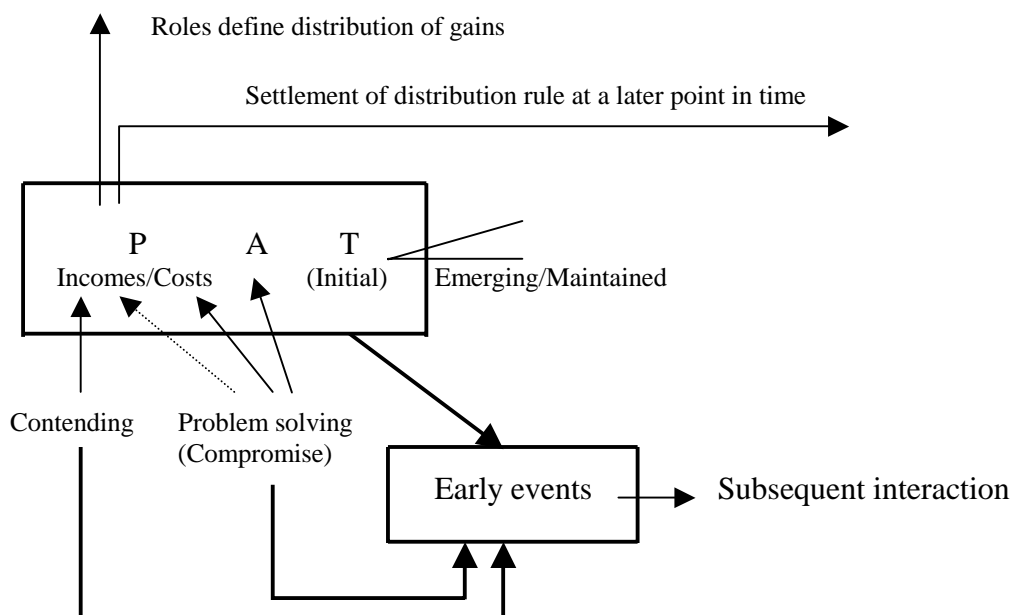 Roles define distribution of gains
Settlement of distribution rule at a later point in time
P A T
Incomes/Costs (Initial) Emerging/Maintained
Contending Problem solving
(Compromise)
Early events Subsequent interaction